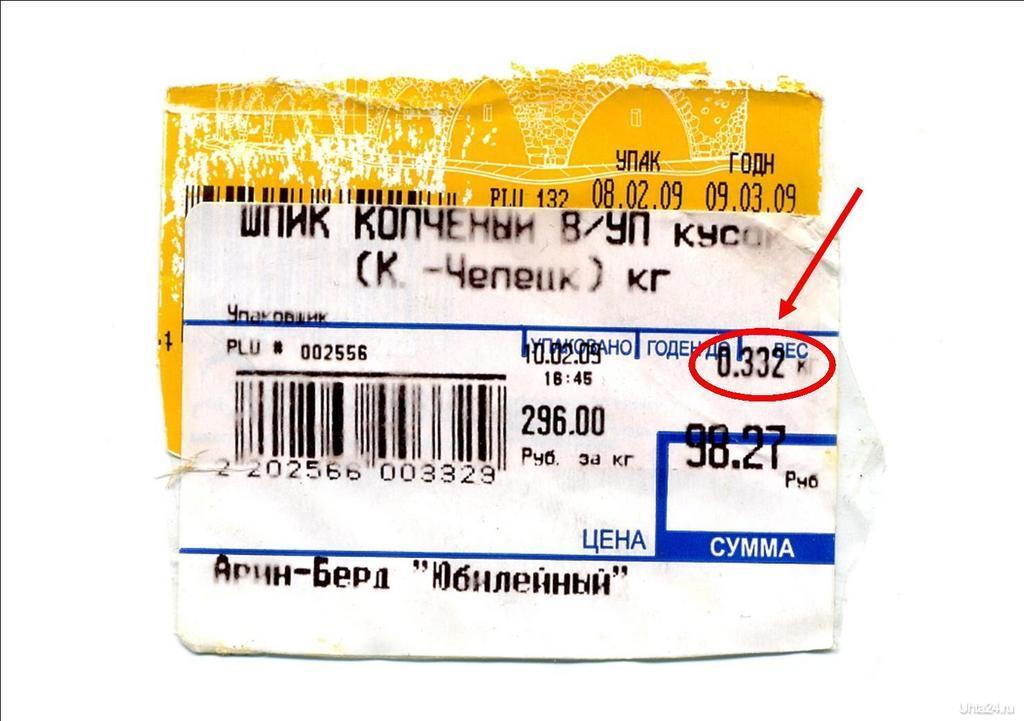 УПАК ГОДН
PLU 132 08.02.09 09.03.09
ШПИК КОПЧЕНЫЙ В/УП кусок
(К. -Чепецк) кг
Упаковщик
УПАКОВАНО ГОДЕН ДО ВЕС
PLU # 002556 10.02.09 0.332 кг
16:45
296.00 98.27
Руб. за кг Руб
2 202566 003329
ЦЕНА СУММА
Арин-Берд "Юбилейный"
Uhta24.ru